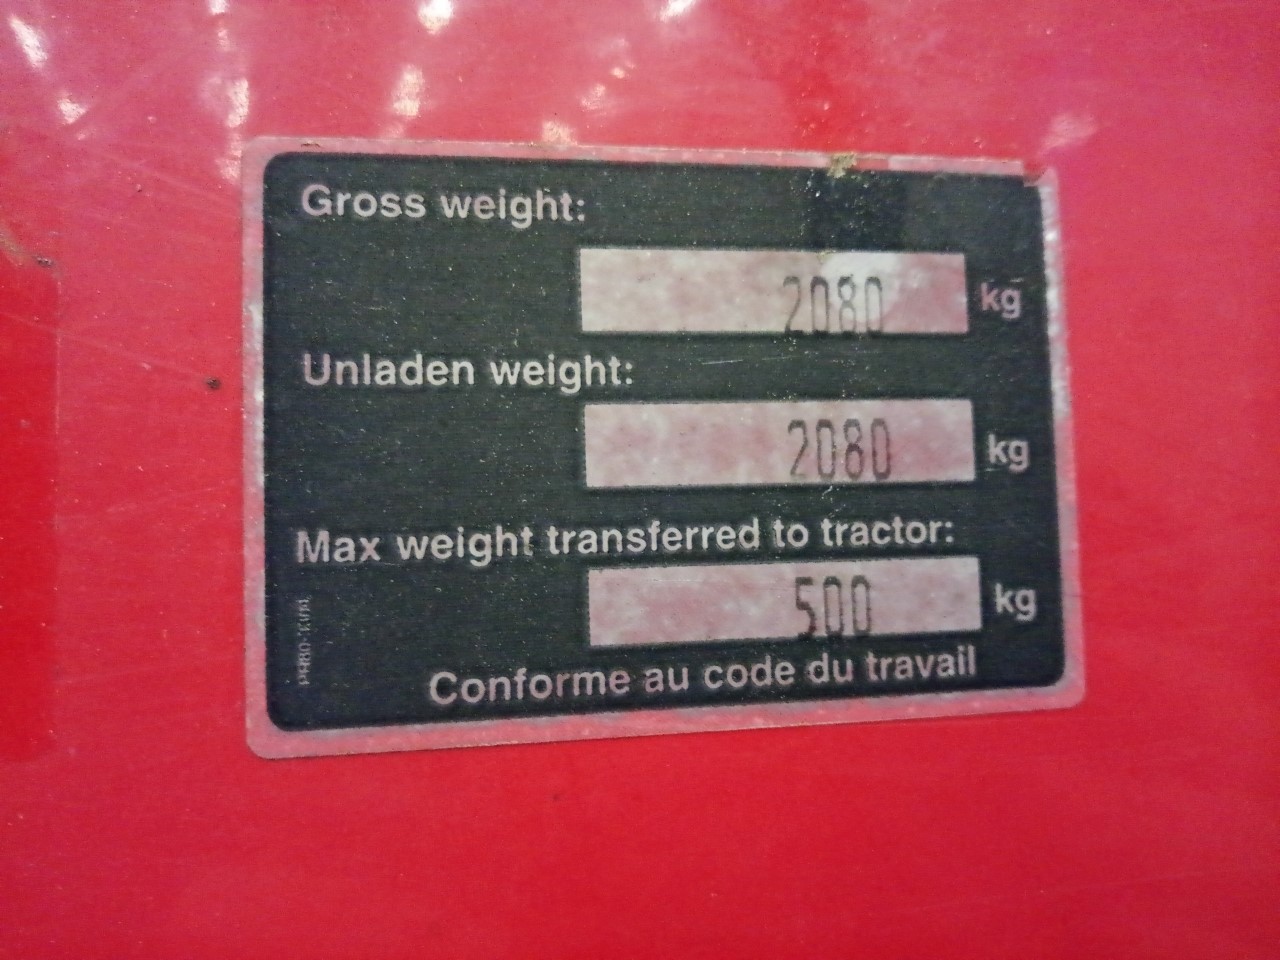 Gross weight:
2080 kg
Unladen weight:
2080 kg
Max weight transferred to tractor:
500 kg
Conforme au code du travail